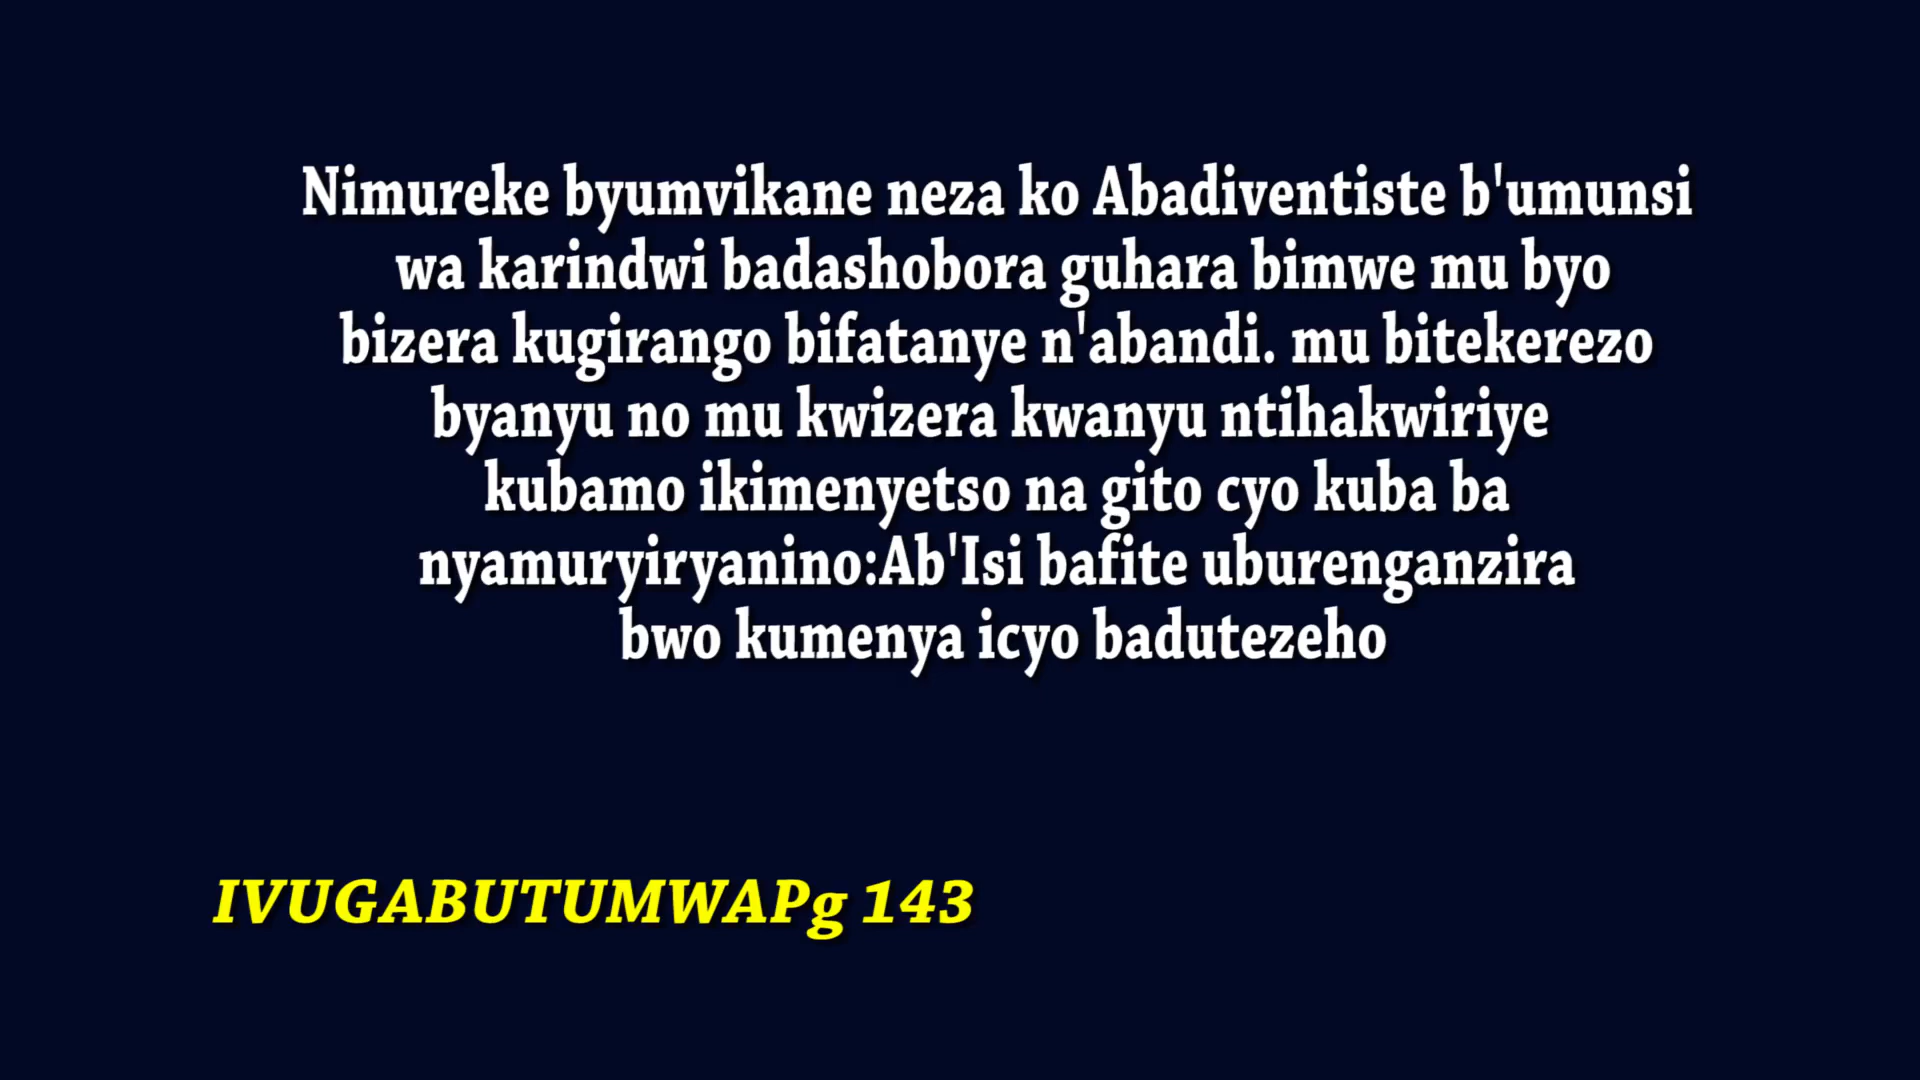 Nimureke byumvikane neza ko Abadiventiste b'umunsi
wa karindwi badashobora guhara bimwe mu byo
bizera kugirango bifatanye n'abandi. mu bitekerezo
byanyu no mu kwizera kwanyu ntihakwiriye
kubamo ikimenyetso na gito cyo kuba ba
nyamuryiryanino:Ab'Isi bafite uburenganzira
bwo kumenya icyo badutezeho
IVUGABUTUMWAPg 143